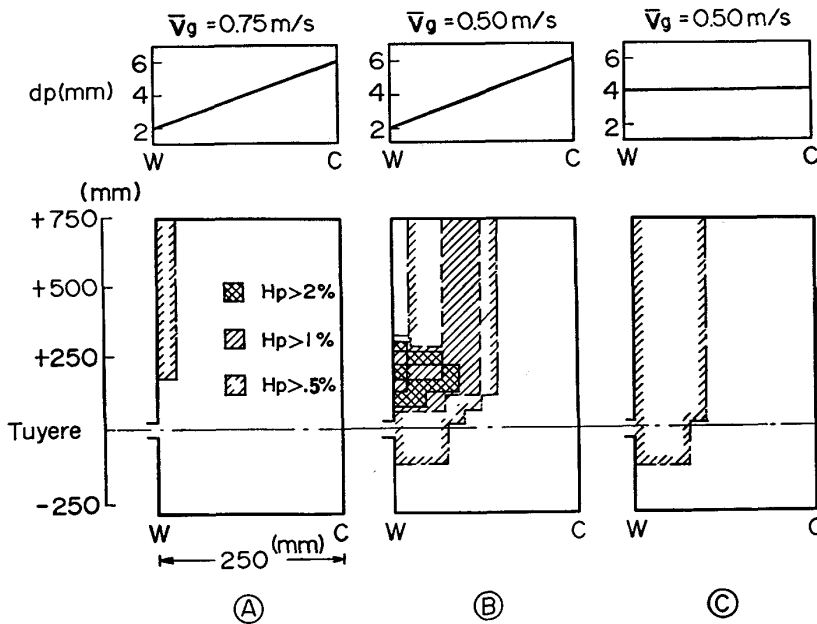 V̄g = 0.75 m/s
V̄g = 0.50 m/s
V̄g = 0.50 m/s
dp(mm)
6
4
2
W
C
6
4
2
W
C
6
4
2
W
C
(mm)
+750
+500
+250
Tuyere
-250
Hp>2%
Hp>1%
Hp>.5%
W
C
W
C
W
C
250 (mm)
Ⓐ
Ⓑ
Ⓒ